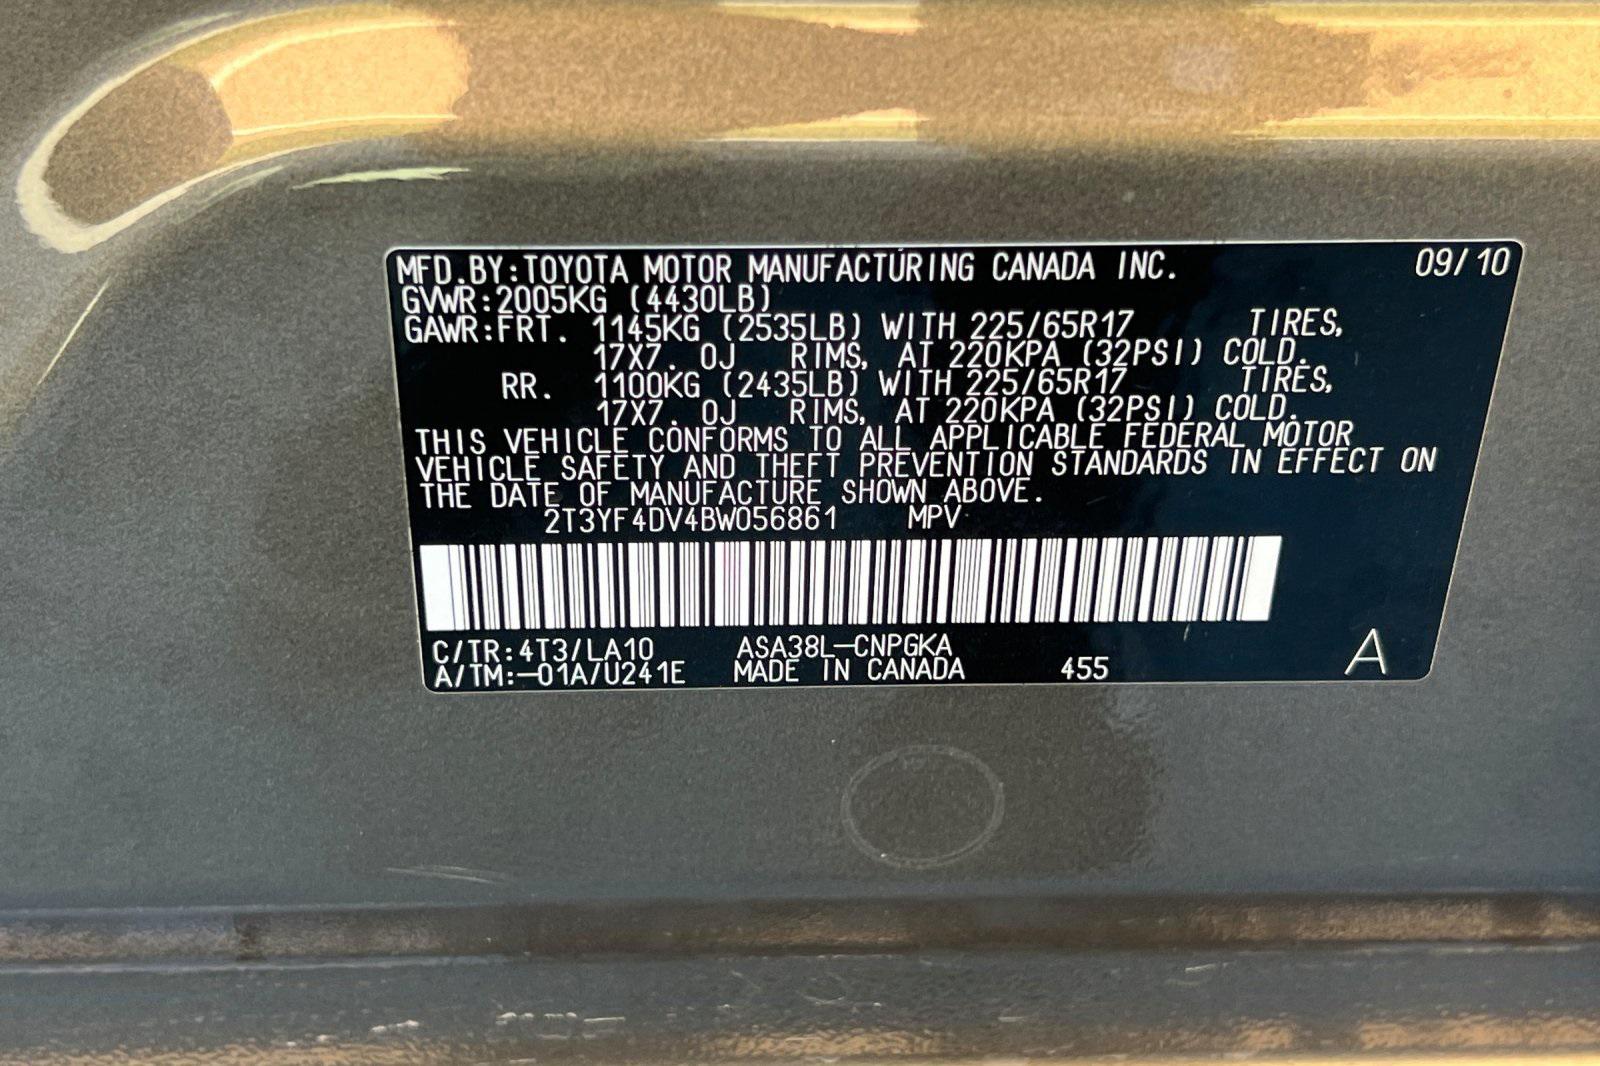 MFD.BY:TOYOTA MOTOR MANUFACTURING CANADA INC. 09/10
GVWR:2005KG (4430LB)
GAWR:FRT. 1145KG (2535LB) WITH 225/65R17 TIRES,
17X7. 0J RIMS, AT 220KPA (32PSI) COLD.
RR. 1100KG (2435LB) WITH 225/65R17 TIRES,
17X7. 0J RIMS, AT 220KPA (32PSI) COLD.
THIS VEHICLE CONFORMS TO ALL APPLICABLE FEDERAL MOTOR
VEHICLE SAFETY AND THEFT PREVENTION STANDARDS IN EFFECT ON
THE DATE OF MANUFACTURE SHOWN ABOVE.
2T3YF4DV4BW056861 MPV
C/TR:4T3/LA10 ASA38L-CNPGKA
A/TM:-01A/U241E MADE IN CANADA 455 A